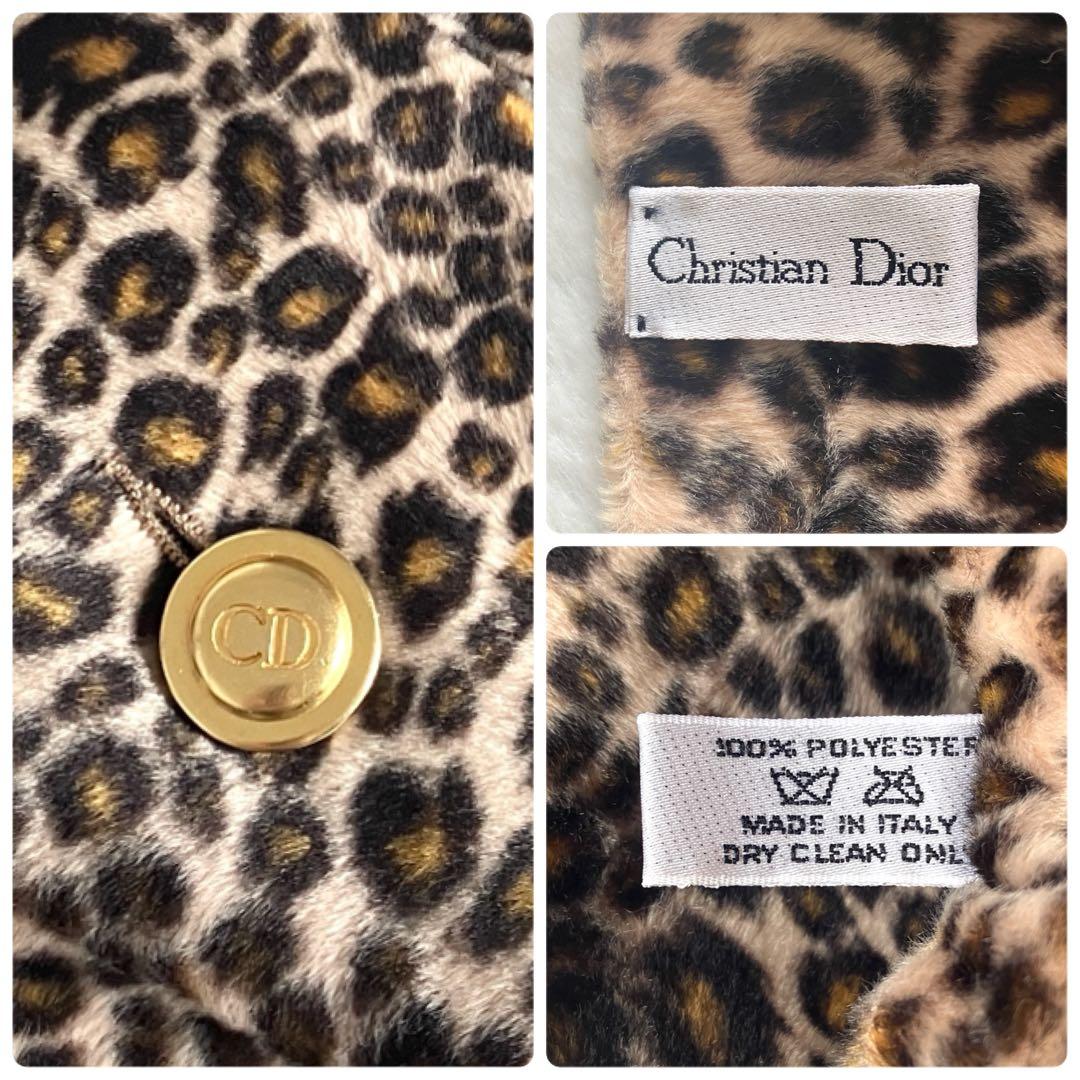 CD
Christian Dior
100% POLYESTER
MADE IN ITALY
DRY CLEAN ONL